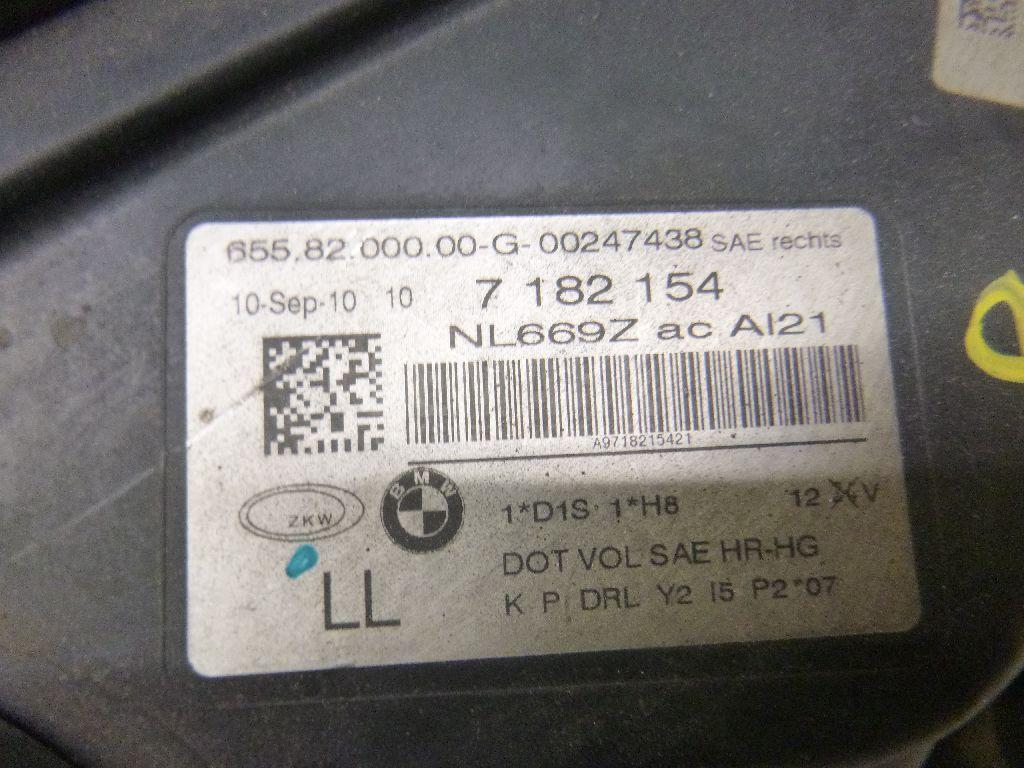 655.82.000.00-G-00247438 SAE rechts
10-Sep-10 10 7 182 154
NL669Z ac AI21
A9718215421
ZKW
BMW
1*D1S 1*H8 12 V
DOT VOL SAE HR-HG
LL
K P DRL Y2 I5 P2*07